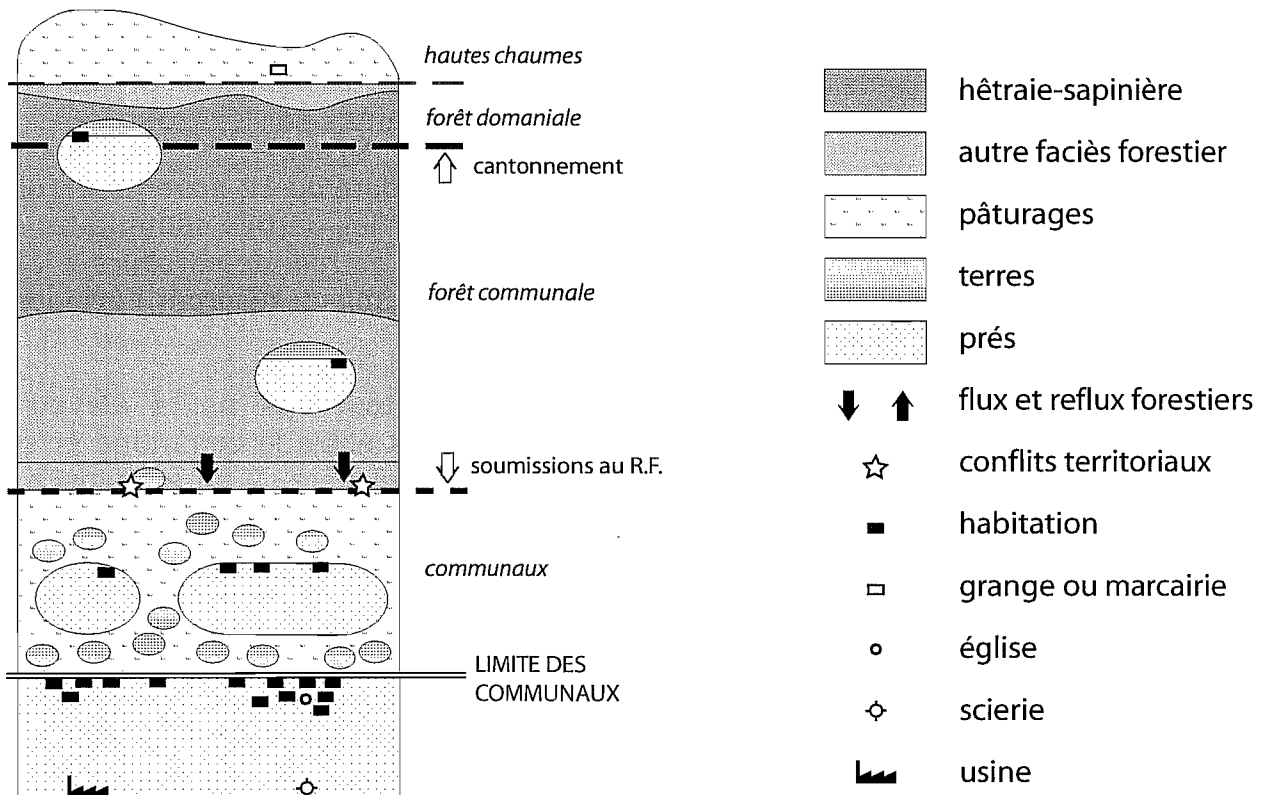 hautes chaumes
forêt domaniale
cantonnement
forêt communale
soumissions au R.F.
communaux
LIMITE DES
COMMUNAUX
hêtraie-sapinière
autre faciès forestier
pâturages
terres
prés
flux et reflux forestiers
conflits territoriaux
habitation
grange ou marcairie
église
scierie
usine